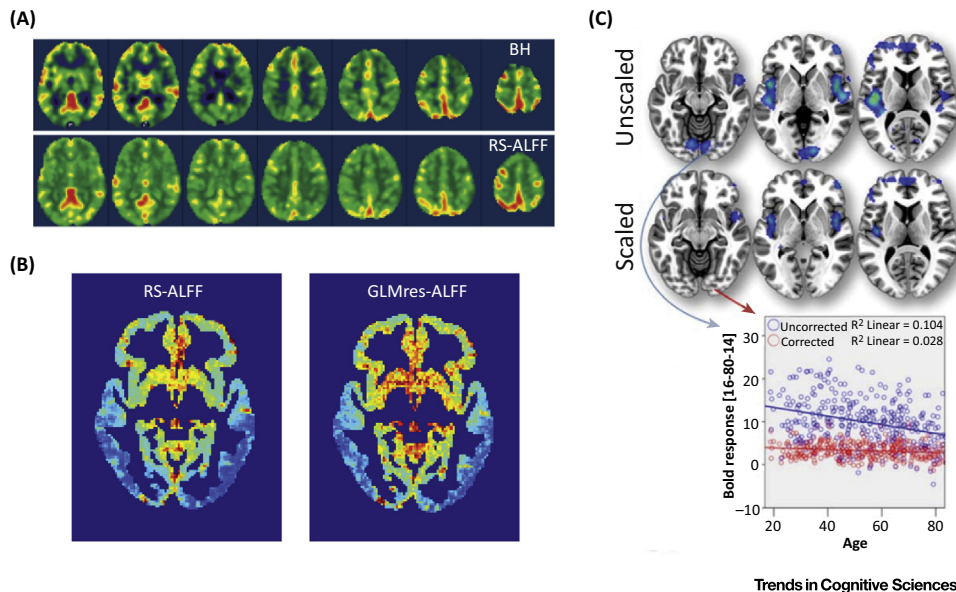 (A)
BH
RS-ALFF
(B)
RS-ALFF
GLMres-ALFF
(C)
Unscaled
Scaled
Uncorrected R² Linear = 0.104
Corrected R² Linear = 0.028
Bold response [16-80-14]
30
20
10
0
–10
20 40 60 80
Age
Trends in Cognitive Sciences